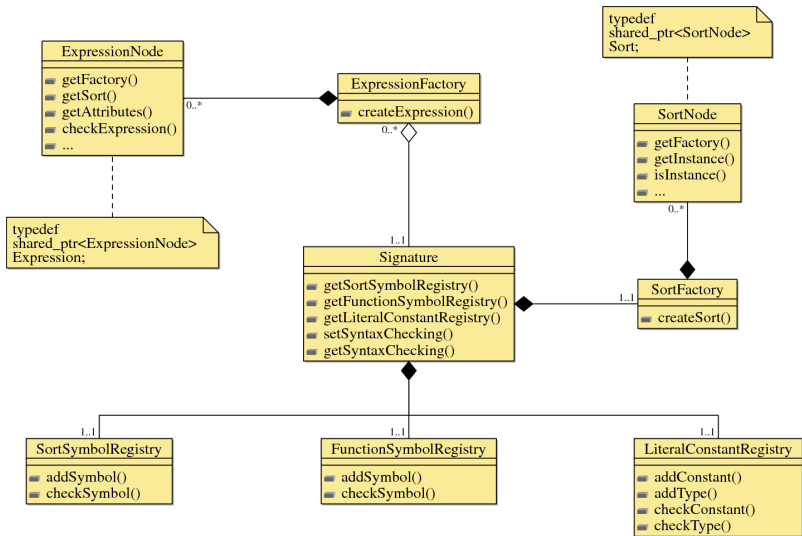 typedef
shared_ptr<SortNode>
Sort;
ExpressionNode
getFactory()
getSort()
getAttributes()
checkExpression()
...
0..*
ExpressionFactory
createExpression()
0..*
SortNode
getFactory()
getInstance()
isInstance()
...
0..*
typedef
shared_ptr<ExpressionNode>
Expression;
1..1
Signature
getSortSymbolRegistry()
getFunctionSymbolRegistry()
getLiteralConstantRegistry()
setSyntaxChecking()
getSyntaxChecking()
1..1
SortFactory
createSort()
1..1
SortSymbolRegistry
addSymbol()
checkSymbol()
1..1
FunctionSymbolRegistry
addSymbol()
checkSymbol()
1..1
LiteralConstantRegistry
addConstant()
addType()
checkConstant()
checkType()